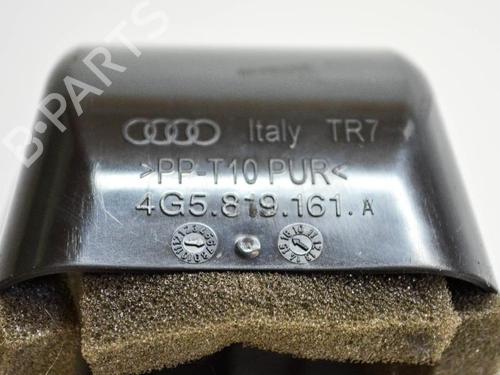 B-PARTS
Italy TR7
>PP-T10 PUR<
4G5.819.161.A